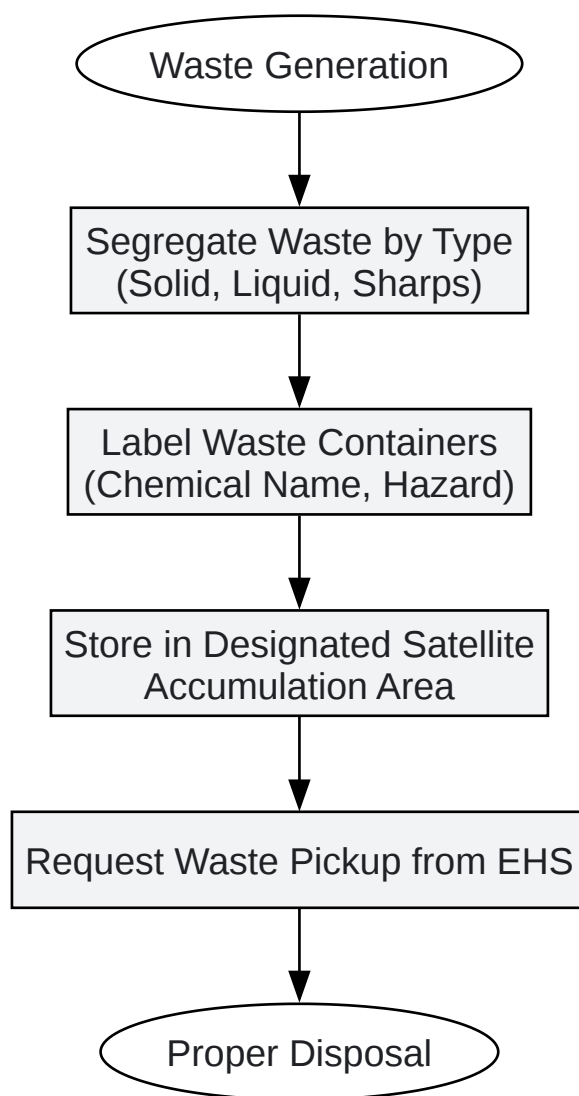 Waste Generation
Segregate Waste by Type
(Solid, Liquid, Sharps)
Label Waste Containers
(Chemical Name, Hazard)
Store in Designated Satellite
Accumulation Area
Request Waste Pickup from EHS
Proper Disposal